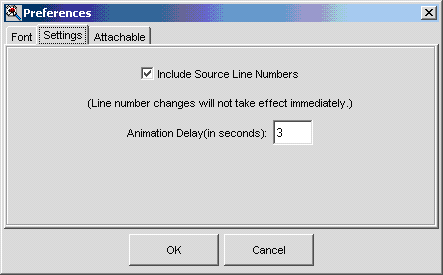 Preferences
Font Settings Attachable
Include Source Line Numbers
(Line number changes will not take effect immediately.)
Animation Delay(in seconds): 3
OK Cancel